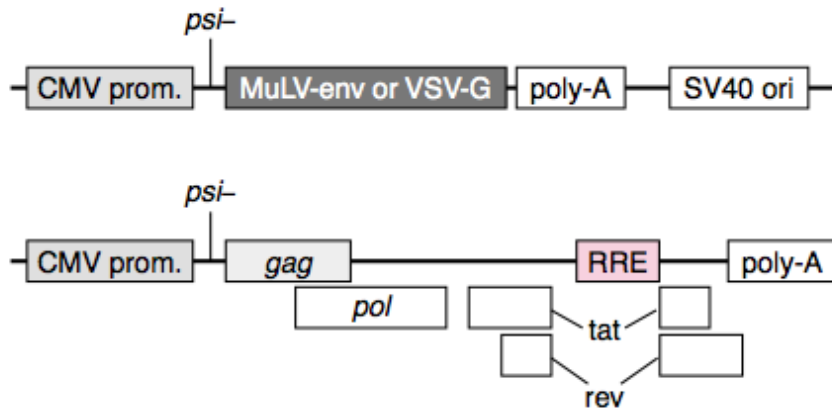 psi–
CMV prom. MuLV-env or VSV-G poly-A SV40 ori
psi–
CMV prom. gag RRE poly-A
pol tat
rev